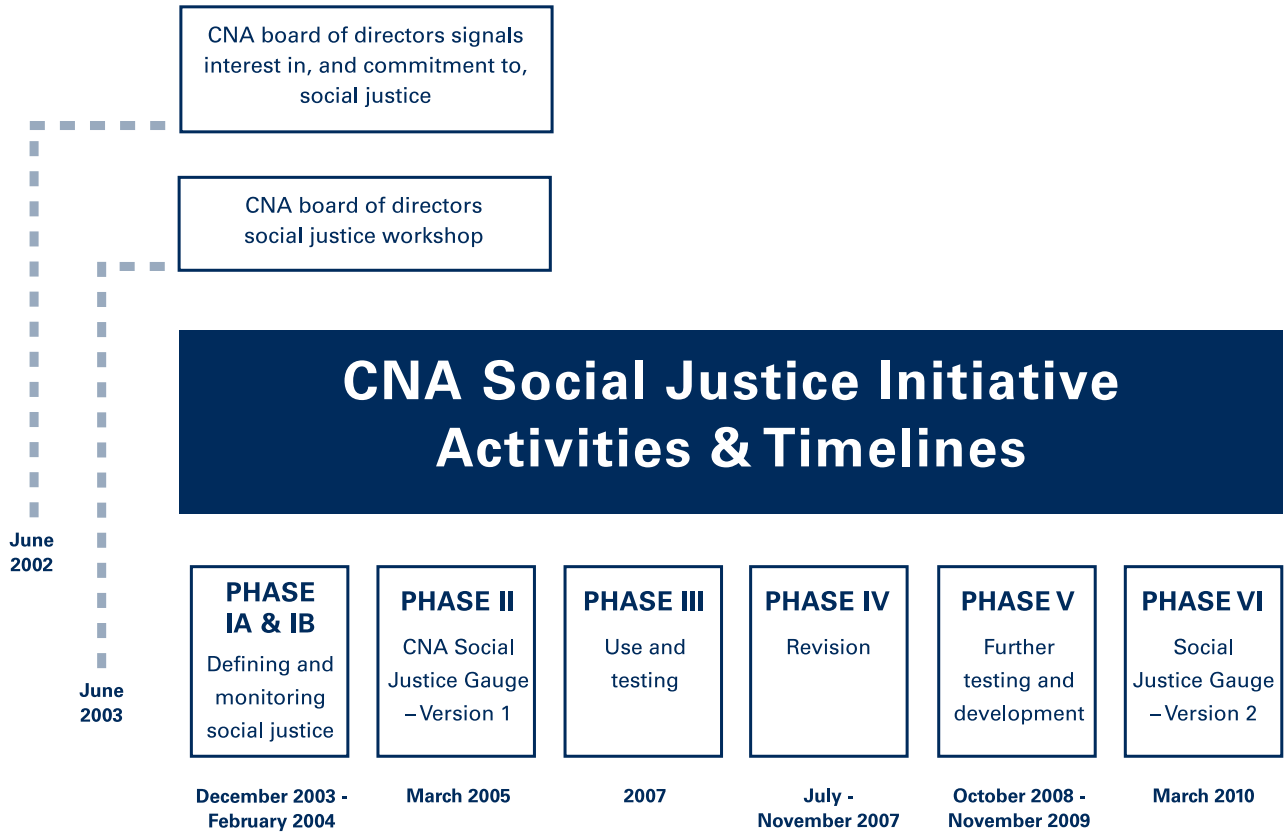 CNA board of directors signals
interest in, and commitment to,
social justice
CNA board of directors
social justice workshop
CNA Social Justice Initiative
Activities & Timelines
June
2002
June
2003
PHASE
IA & IB
Defining and
monitoring
social justice
December 2003 -
February 2004
PHASE II
CNA Social
Justice Gauge
– Version 1
March 2005
PHASE III
Use and
testing
2007
PHASE IV
Revision
July -
November 2007
PHASE V
Further
testing and
development
October 2008 -
November 2009
PHASE VI
Social
Justice Gauge
– Version 2
March 2010